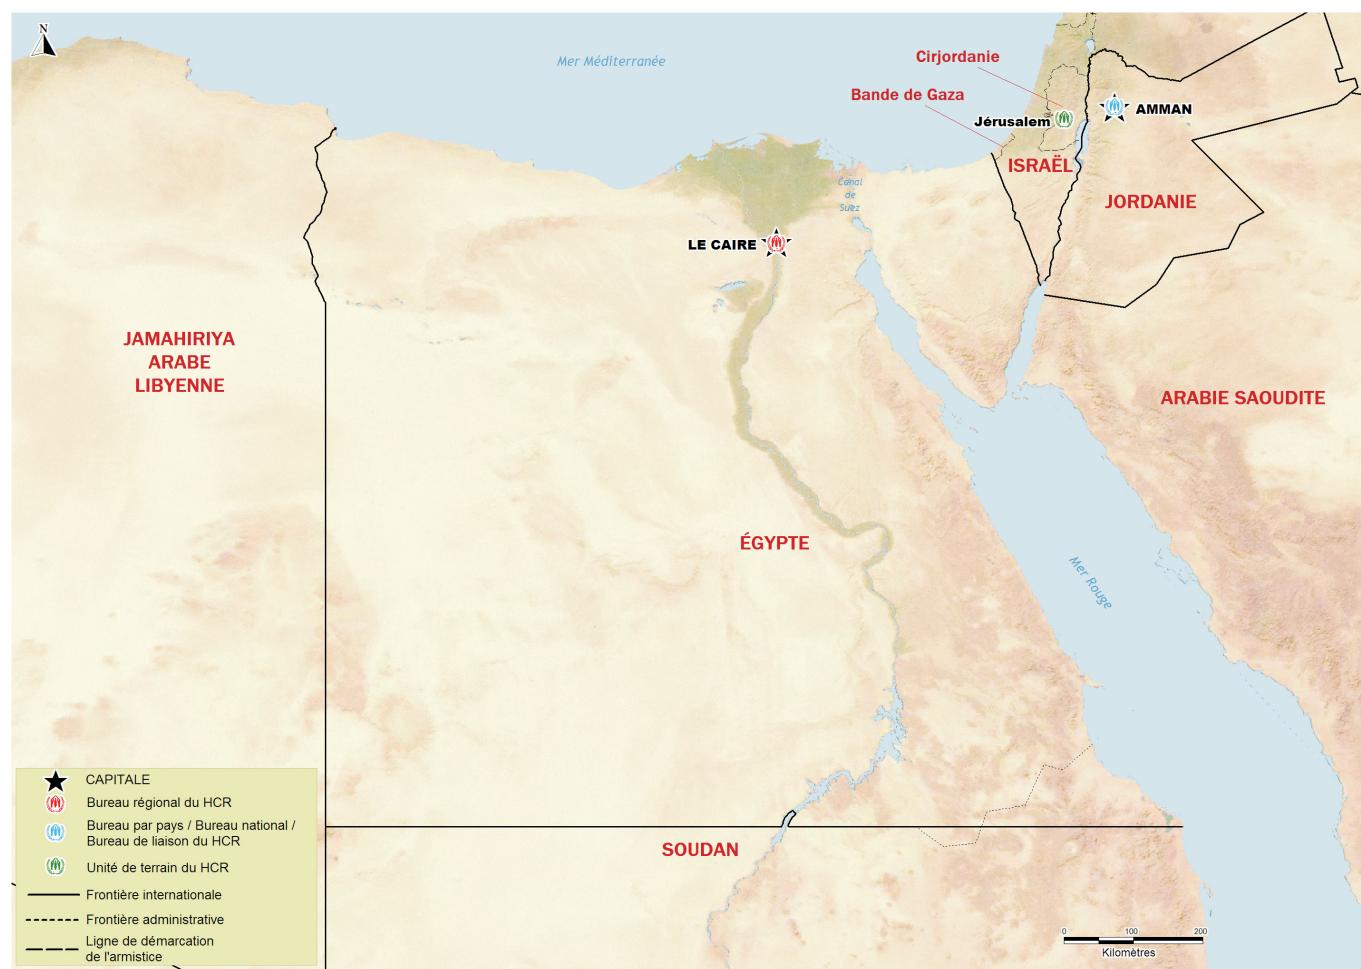 N
Mer Méditerranée
Cirjordanie
Bande de Gaza
Jérusalem
AMMAN
ISRAËL
JORDANIE
Canal
de
Suez
LE CAIRE
JAMAHIRIYA
ARABE
LIBYENNE
ARABIE SAOUDITE
ÉGYPTE
Mer Rouge
SOUDAN
CAPITALE
Bureau régional du HCR
Bureau par pays / Bureau national /
Bureau de liaison du HCR
Unité de terrain du HCR
Frontière internationale
Frontière administrative
Ligne de démarcation
de l'armistice
0 100 200
Kilomètres